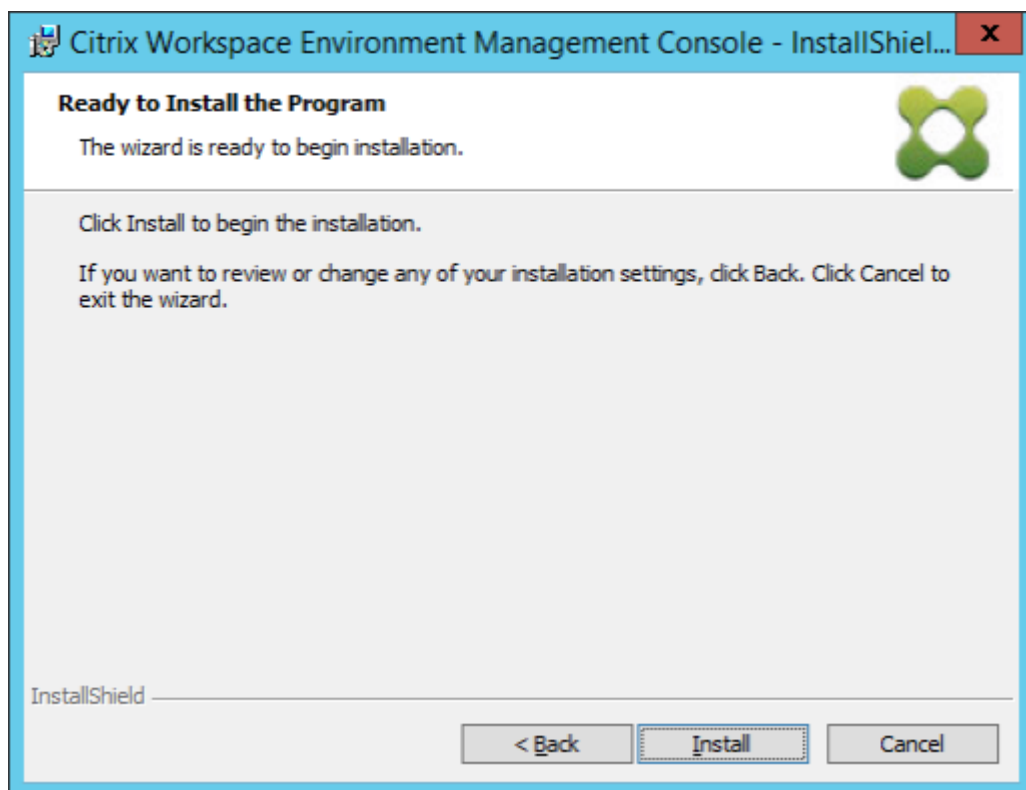 Citrix Workspace Environment Management Console - InstallShiel...
x
Ready to Install the Program
The wizard is ready to begin installation.
Click Install to begin the installation.
If you want to review or change any of your installation settings, click Back. Click Cancel to
exit the wizard.
InstallShield
< Back
Install
Cancel